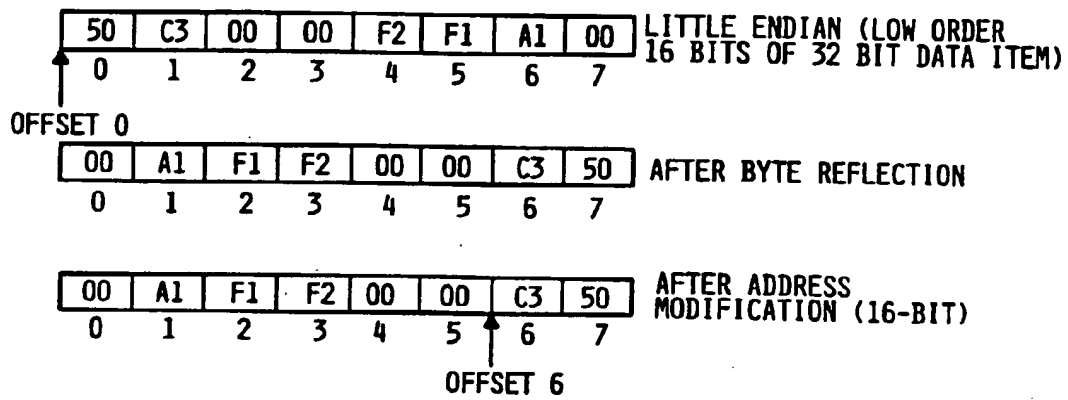 50 C3 00 00 F2 F1 A1 00 LITTLE ENDIAN (LOW ORDER
16 BITS OF 32 BIT DATA ITEM)
0 1 2 3 4 5 6 7
OFFSET 0
00 A1 F1 F2 00 00 C3 50 AFTER BYTE REFLECTION
0 1 2 3 4 5 6 7
00 A1 F1 F2 00 00 C3 50 AFTER ADDRESS
MODIFICATION (16-BIT)
0 1 2 3 4 5 6 7
OFFSET 6